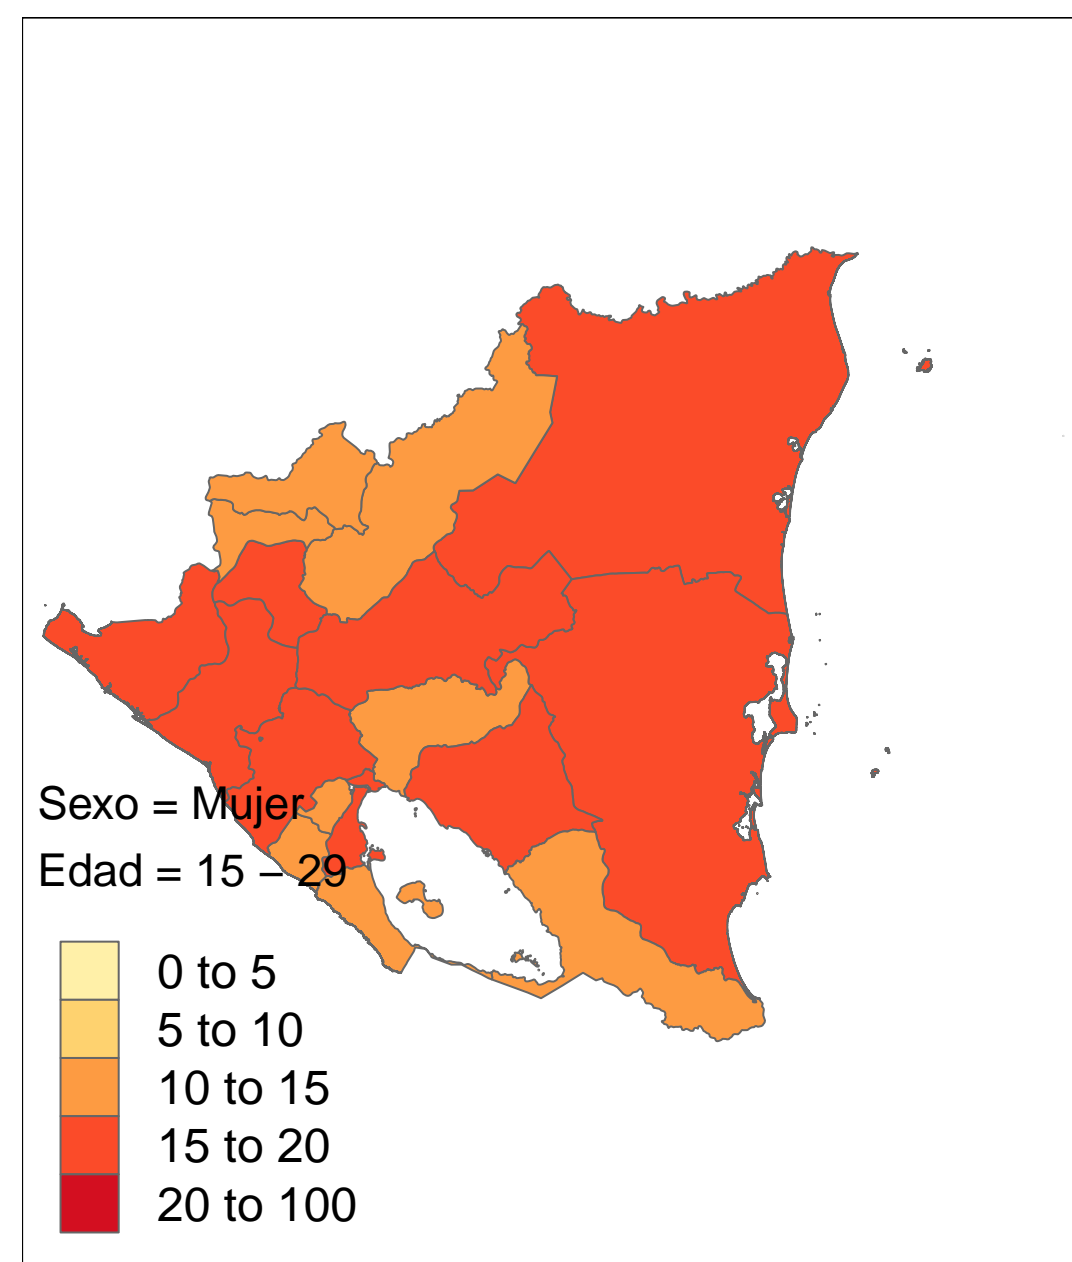 Sexo = Mujer
Edad = 15 – 29
0 to 5
5 to 10
10 to 15
15 to 20
20 to 100